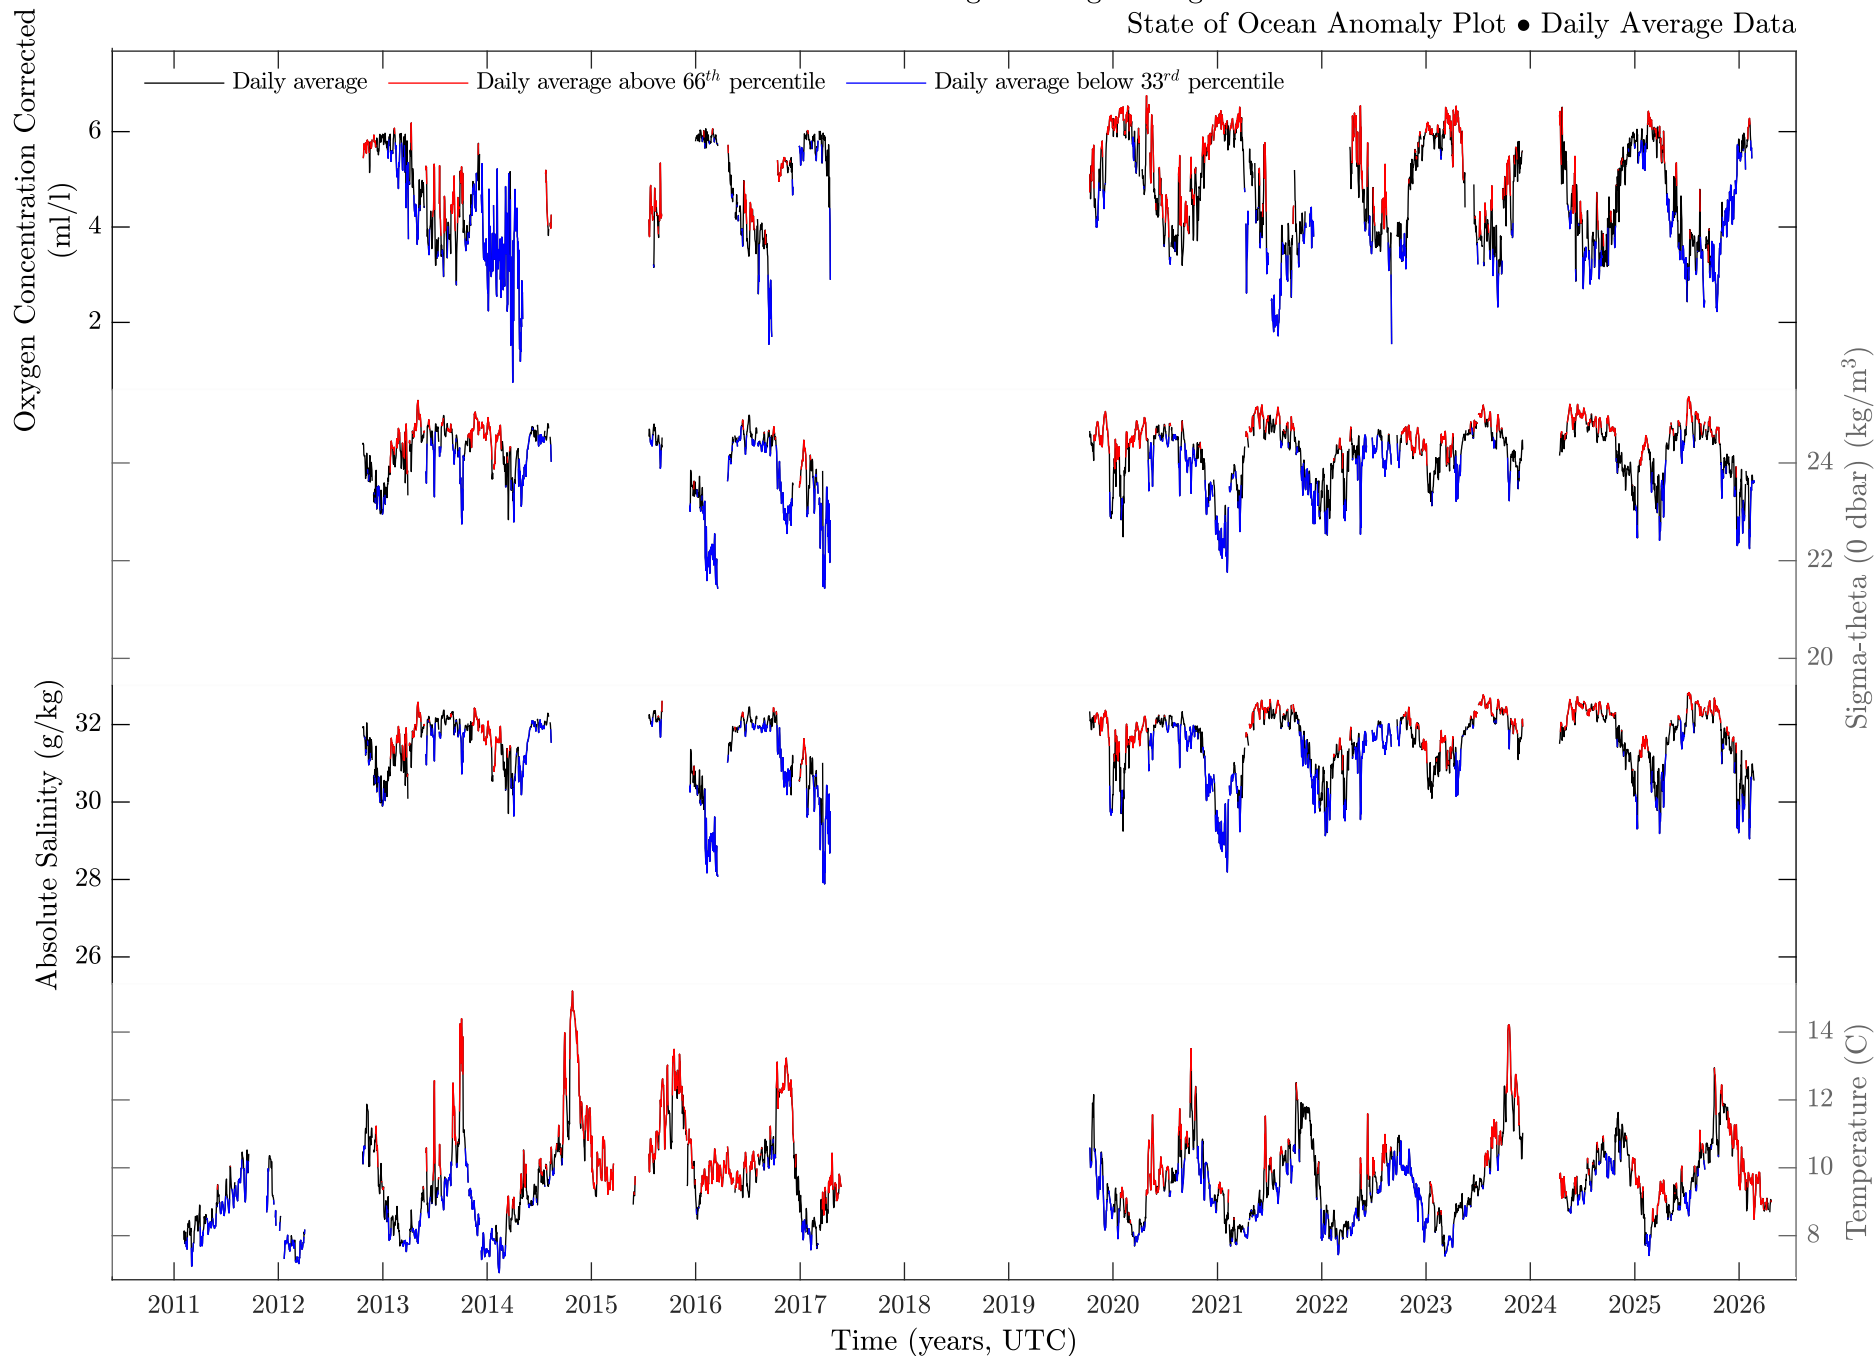 State of Ocean Anomaly Plot • Daily Average Data
Daily average
Daily average above 66th percentile
Daily average below 33rd percentile
Oxygen Concentration Corrected
(ml/l)
6
4
2
Sigma-theta (0 dbar) (kg/m3)
24
22
20
Absolute Salinity (g/kg)
32
30
28
26
Temperature (C)
14
12
10
8
2011 2012 2013 2014 2015 2016 2017 2018 2019 2020 2021 2022 2023 2024 2025 2026
Time (years, UTC)